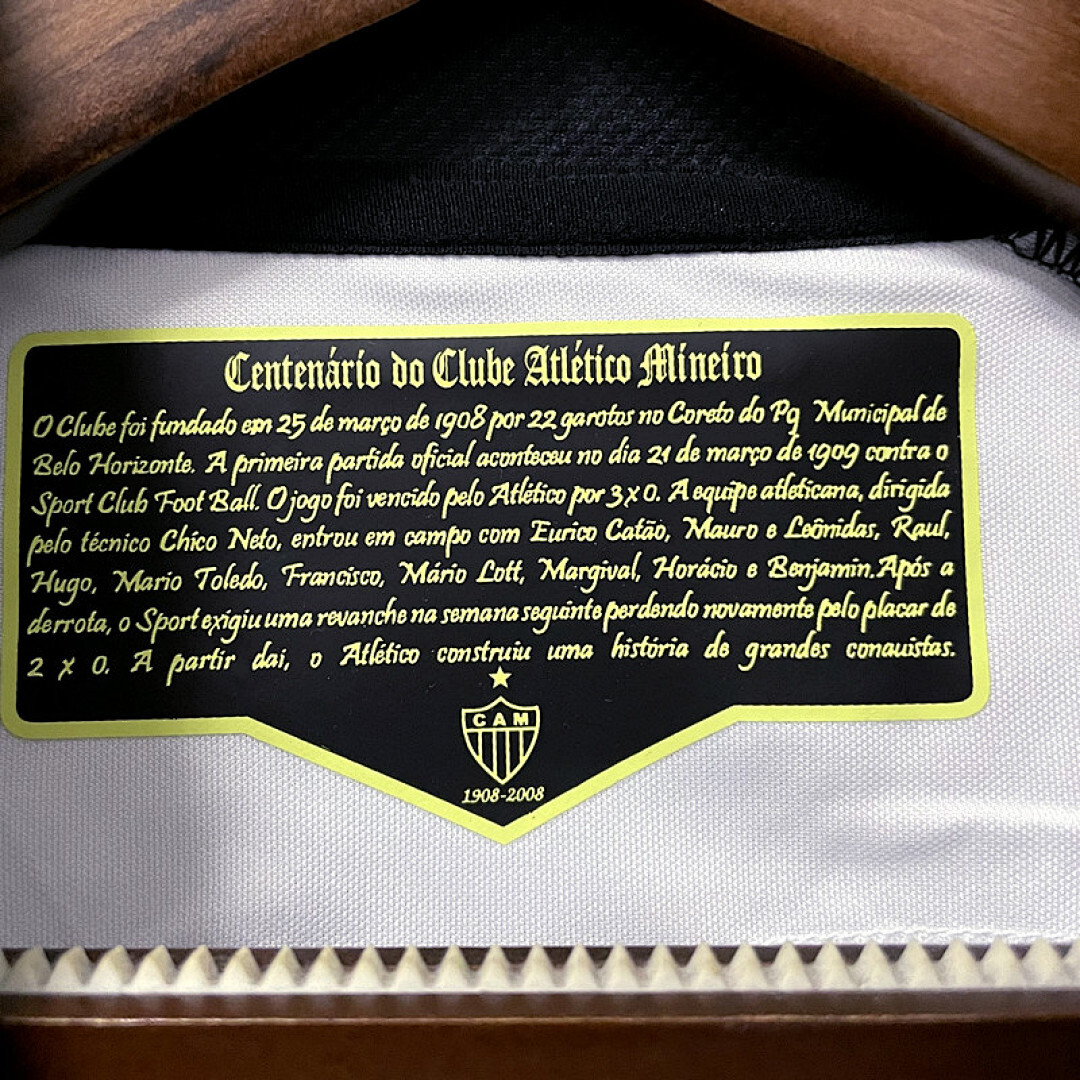 Centenário do Clube Atlético Mineiro
O Clube foi fundado em 25 de março de 1908 por 22 garotos no Coreto do Pq Municipal de
Belo Horizonte. A primeira partida oficial aconteceu no dia 21 de março de 1909 contra o
Sport Club Foot Ball. O jogo foi vencido pelo Atlético por 3 x 0. A equipe atleticana, dirigida
pelo técnico Chico Neto, entrou em campo com Eurico Catão, Mauro e Leônidas, Raul,
Hugo, Mario Toledo, Francisco, Mário Lott, Margival, Horácio e Benjamin. Após a
derrota, o Sport exigiu uma revanche na semana seguinte perdendo novamente pelo placar de
2 x 0. A partir daí, o Atlético construiu uma história de grandes conquistas.
CAM
1908-2008